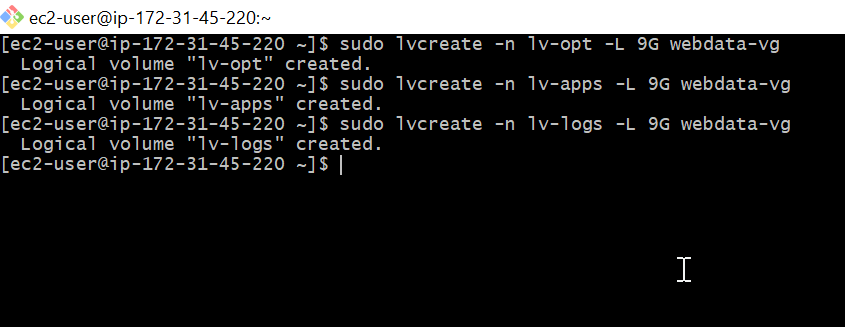 ec2-user@ip-172-31-45-220:~
[ec2-user@ip-172-31-45-220 ~]$ sudo lvcreate -n lv-opt -L 9G webdata-vg
  Logical volume "lv-opt" created.
[ec2-user@ip-172-31-45-220 ~]$ sudo lvcreate -n lv-apps -L 9G webdata-vg
  Logical volume "lv-apps" created.
[ec2-user@ip-172-31-45-220 ~]$ sudo lvcreate -n lv-logs -L 9G webdata-vg
  Logical volume "lv-logs" created.
[ec2-user@ip-172-31-45-220 ~]$